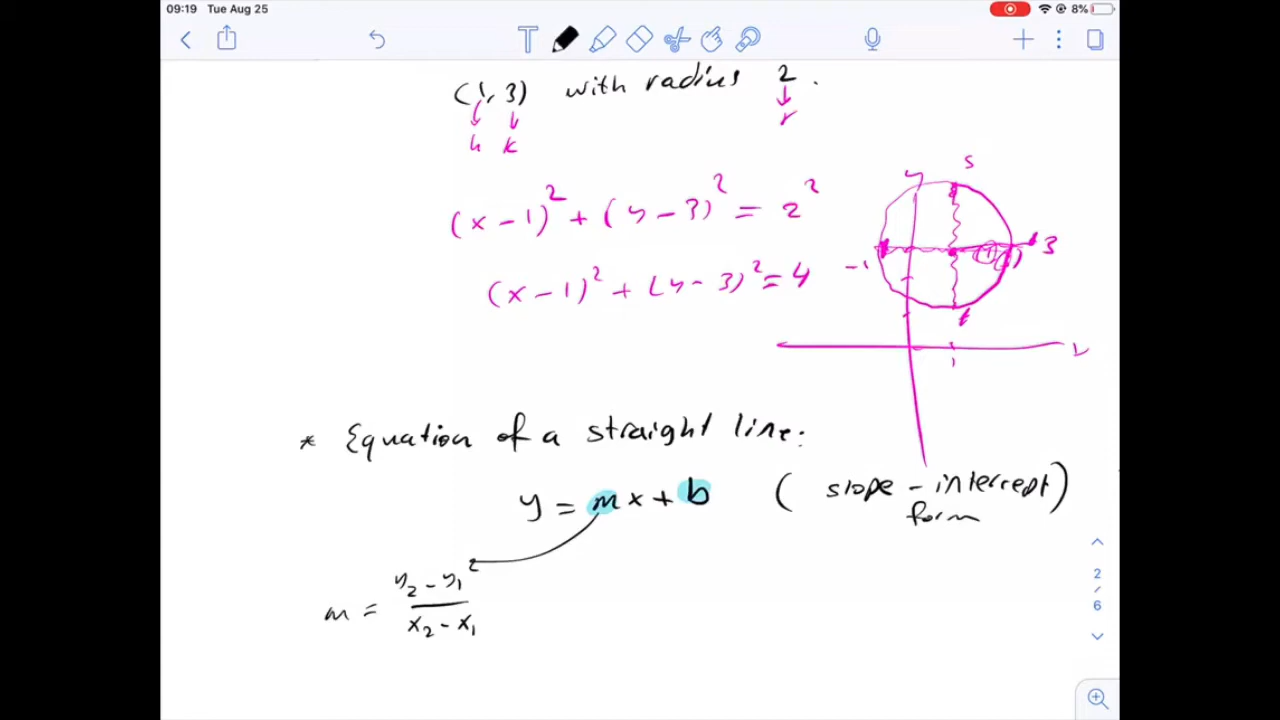 09:19 Tue Aug 25 8%
(1, 3) with radius 2 .
h k r
(x - 1)² + (y - 3)² = 2²
(x - 1)² + (y - 3)² = 4
y 5
-1 3
1
1
* Equation of a straight line:
y = mx + b ( slope - intercept form )
m = y₂ - y₁ / x₂ - x₁
2
/
6